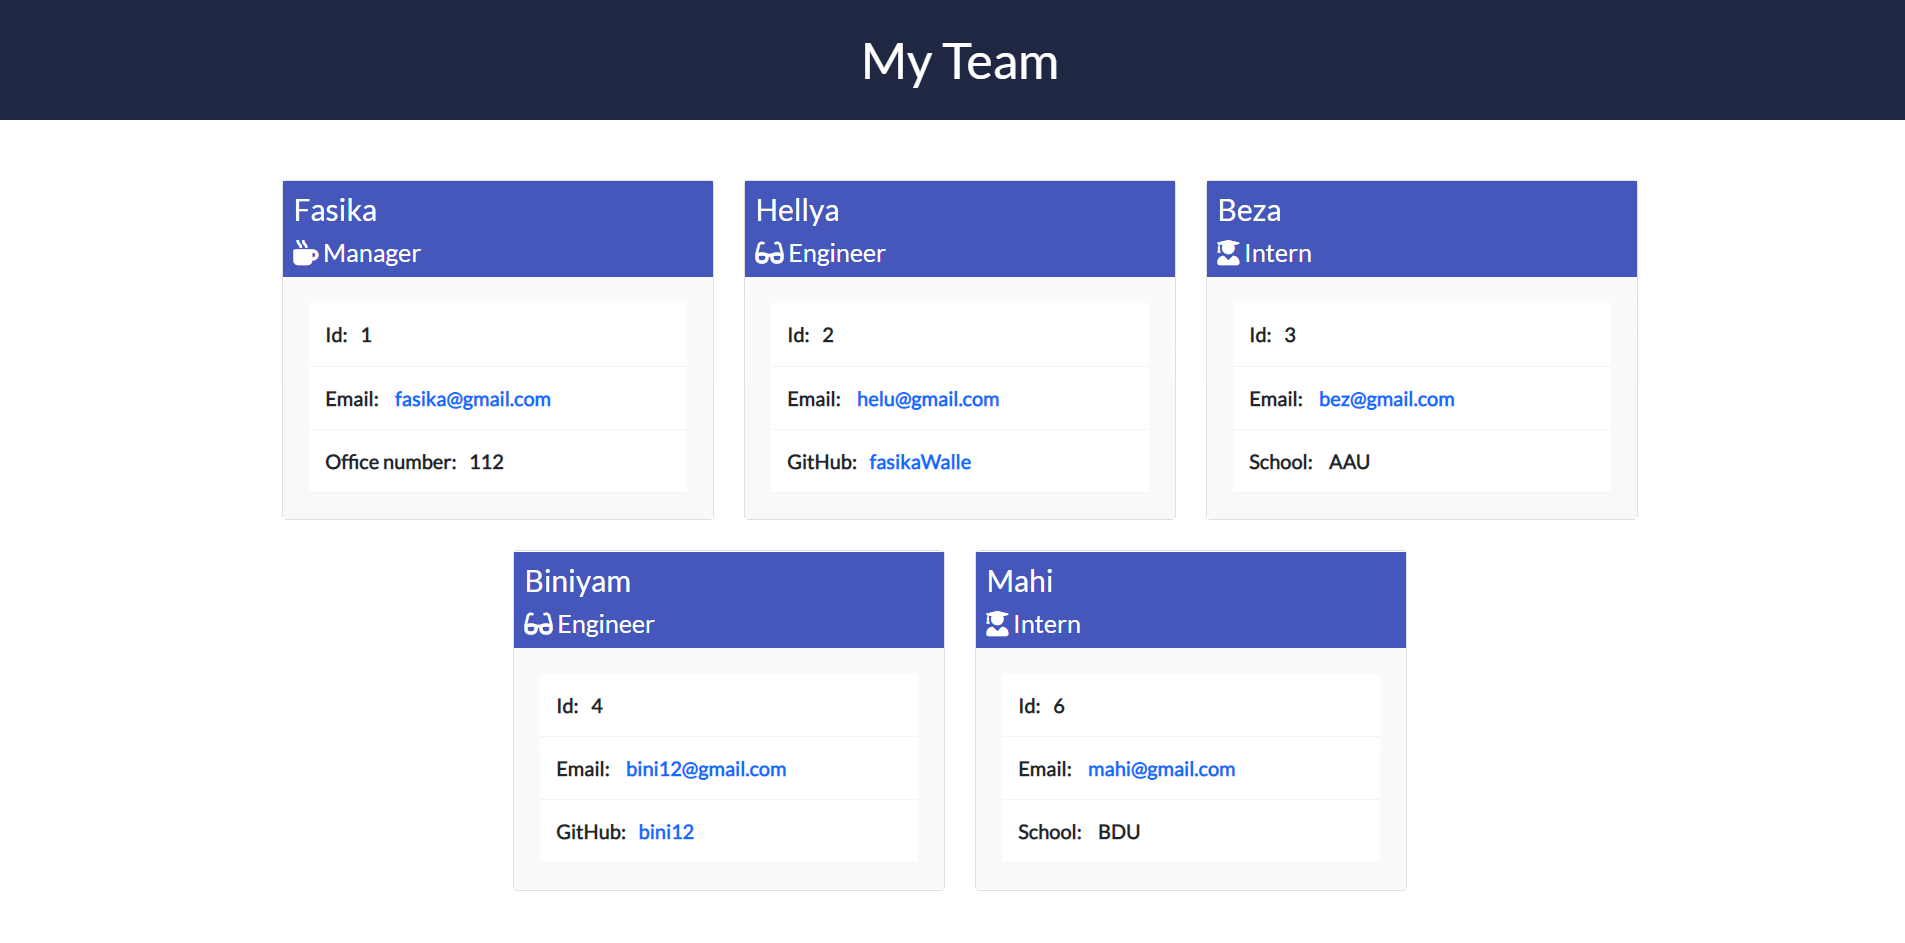 My Team
Fasika
Manager
Id: 1
Email: fasika@gmail.com
Office number: 112
Hellya
Engineer
Id: 2
Email: helu@gmail.com
GitHub: fasikaWalle
Beza
Intern
Id: 3
Email: bez@gmail.com
School: AAU
Biniyam
Engineer
Id: 4
Email: bini12@gmail.com
GitHub: bini12
Mahi
Intern
Id: 6
Email: mahi@gmail.com
School: BDU